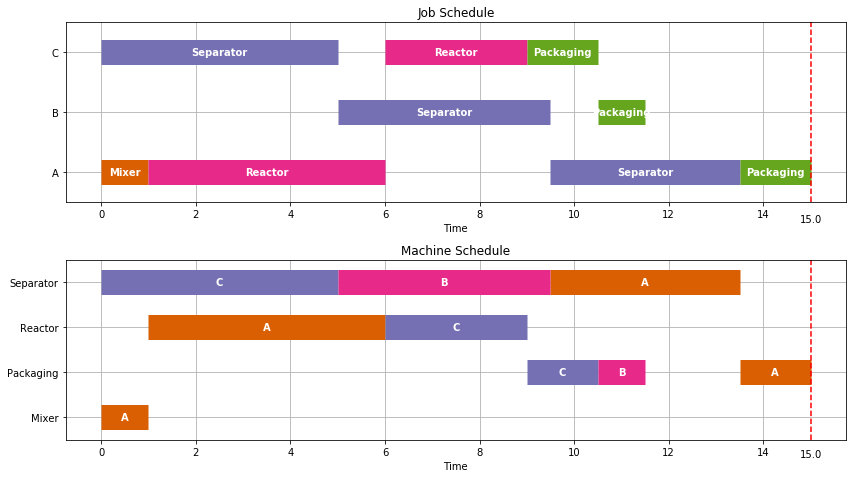 Job Schedule
C
Separator
Reactor
Packaging
B
Separator
Packaging
A
Mixer
Reactor
Separator
Packaging
0
2
4
6
8
10
12
14
15.0
Time
Machine Schedule
Separator
C
B
A
Reactor
A
C
Packaging
C
B
A
Mixer
A
0
2
4
6
8
10
12
14
15.0
Time